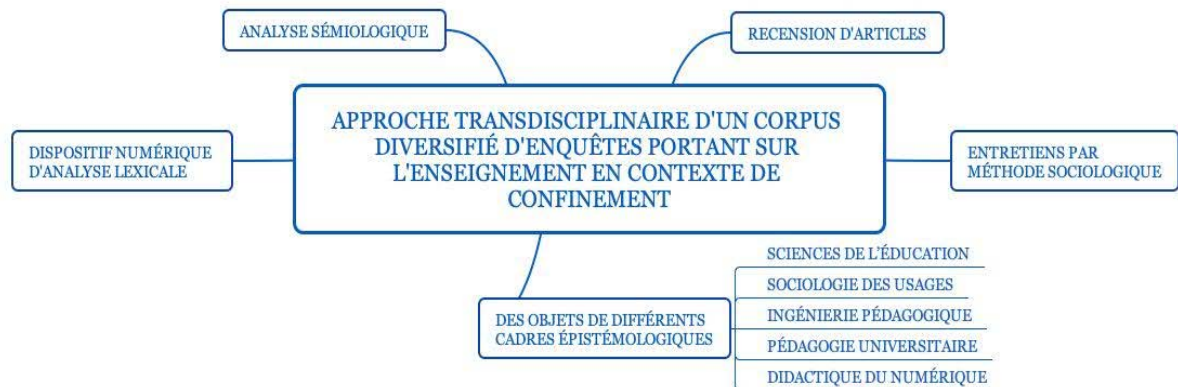 ANALYSE SÉMIOLOGIQUE
RECENSION D'ARTICLES
APPROCHE TRANSDISCIPLINAIRE D'UN CORPUS
DIVERSIFIÉ D'ENQUÊTES PORTANT SUR
L'ENSEIGNEMENT EN CONTEXTE DE
CONFINEMENT
DISPOSITIF NUMÉRIQUE
D'ANALYSE LEXICALE
ENTRETIENS PAR
MÉTHODE SOCIOLOGIQUE
DES OBJETS DE DIFFÉRENTS
CADRES ÉPISTÉMOLOGIQUES
SCIENCES DE L'ÉDUCATION
SOCIOLOGIE DES USAGES
INGÉNIERIE PÉDAGOGIQUE
PÉDAGOGIE UNIVERSITAIRE
DIDACTIQUE DU NUMÉRIQUE